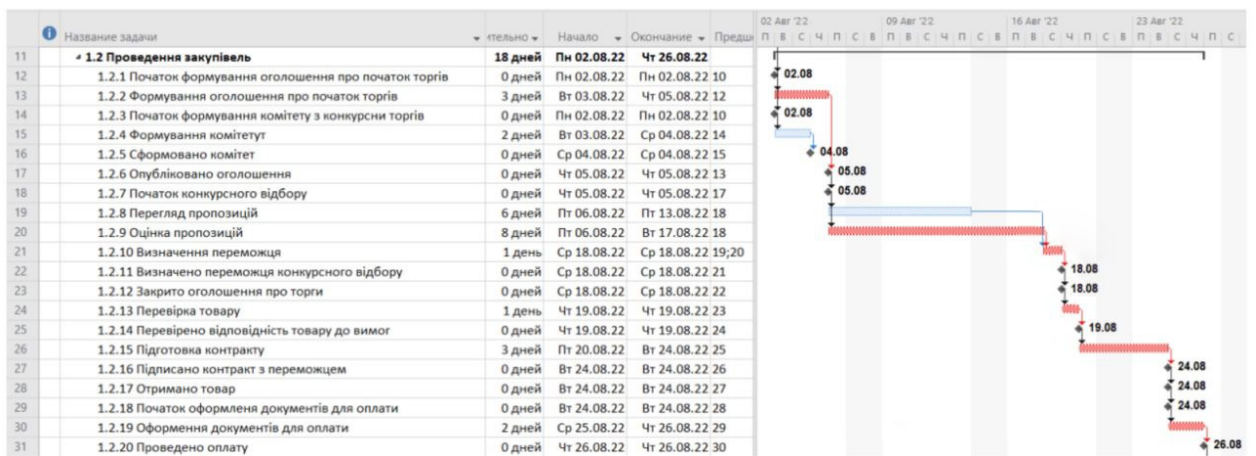 02 Авг '22 09 Авг '22 16 Авг '22 23 Авг '22
Название задачи ительно Начало Окончание Предш
П В С Ч П С В П В С Ч П С В П В С Ч П С В П В С Ч П С
11 1.2 Проведення закупівель 18 дней Пн 02.08.22 Чт 26.08.22
12 1.2.1 Початок формування оголошення про початок торгів 0 дней Пн 02.08.22 Пн 02.08.22 10 02.08
13 1.2.2 Формування оголошення про початок торгів 3 дней Вт 03.08.22 Чт 05.08.22 12
14 1.2.3 Початок формування комітету з конкурсни торгів 0 дней Пн 02.08.22 Пн 02.08.22 10 02.08
15 1.2.4 Формування комітетут 2 дней Вт 03.08.22 Ср 04.08.22 14
16 1.2.5 Сформовано комітет 0 дней Ср 04.08.22 Ср 04.08.22 15 04.08
17 1.2.6 Опубліковано оголошення 0 дней Чт 05.08.22 Чт 05.08.22 13 05.08
18 1.2.7 Початок конкурсного відбору 0 дней Чт 05.08.22 Чт 05.08.22 17 05.08
19 1.2.8 Перегляд пропозицій 6 дней Пт 06.08.22 Пт 13.08.22 18
20 1.2.9 Оцінка пропозицій 8 дней Пт 06.08.22 Вт 17.08.22 18
21 1.2.10 Визначення переможця 1 день Ср 18.08.22 Ср 18.08.22 19;20
22 1.2.11 Визначено переможця конкурсного відбору 0 дней Ср 18.08.22 Ср 18.08.22 21 18.08
23 1.2.12 Закрито оголошення про торги 0 дней Ср 18.08.22 Ср 18.08.22 22 18.08
24 1.2.13 Перевірка товару 1 день Чт 19.08.22 Чт 19.08.22 23
25 1.2.14 Перевірено відповідність товару до вимог 0 дней Чт 19.08.22 Чт 19.08.22 24 19.08
26 1.2.15 Підготовка контракту 3 дней Пт 20.08.22 Вт 24.08.22 25
27 1.2.16 Підписано контракт з переможцем 0 дней Вт 24.08.22 Вт 24.08.22 26 24.08
28 1.2.17 Отримано товар 0 дней Вт 24.08.22 Вт 24.08.22 27 24.08
29 1.2.18 Початок оформленя документів для оплати 0 дней Вт 24.08.22 Вт 24.08.22 28 24.08
30 1.2.19 Оформення документів для оплати 2 дней Ср 25.08.22 Чт 26.08.22 29
31 1.2.20 Проведено оплату 0 дней Чт 26.08.22 Чт 26.08.22 30 26.08